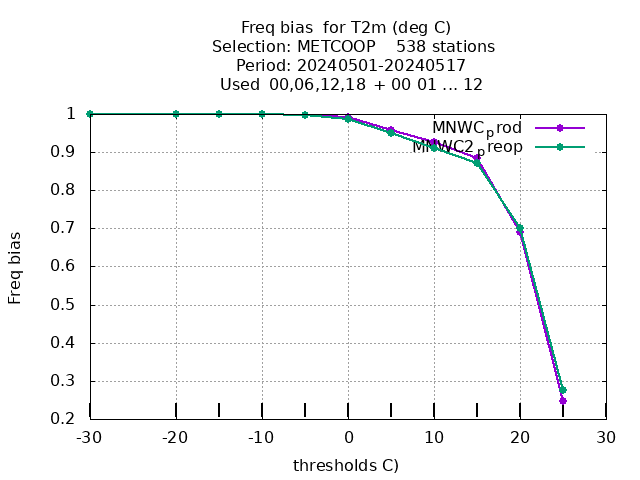 Freq bias for T2m (deg C)
Selection: METCOOP 538 stations
Period: 20240501-20240517
Used 00,06,12,18 + 00 01 ... 12
1
0.9
0.8
0.7
0.6
0.5
0.4
0.3
0.2
Freq bias
MNWCprod
MNWC2preop
-30 -20 -10 0 10 20 30
thresholds C)